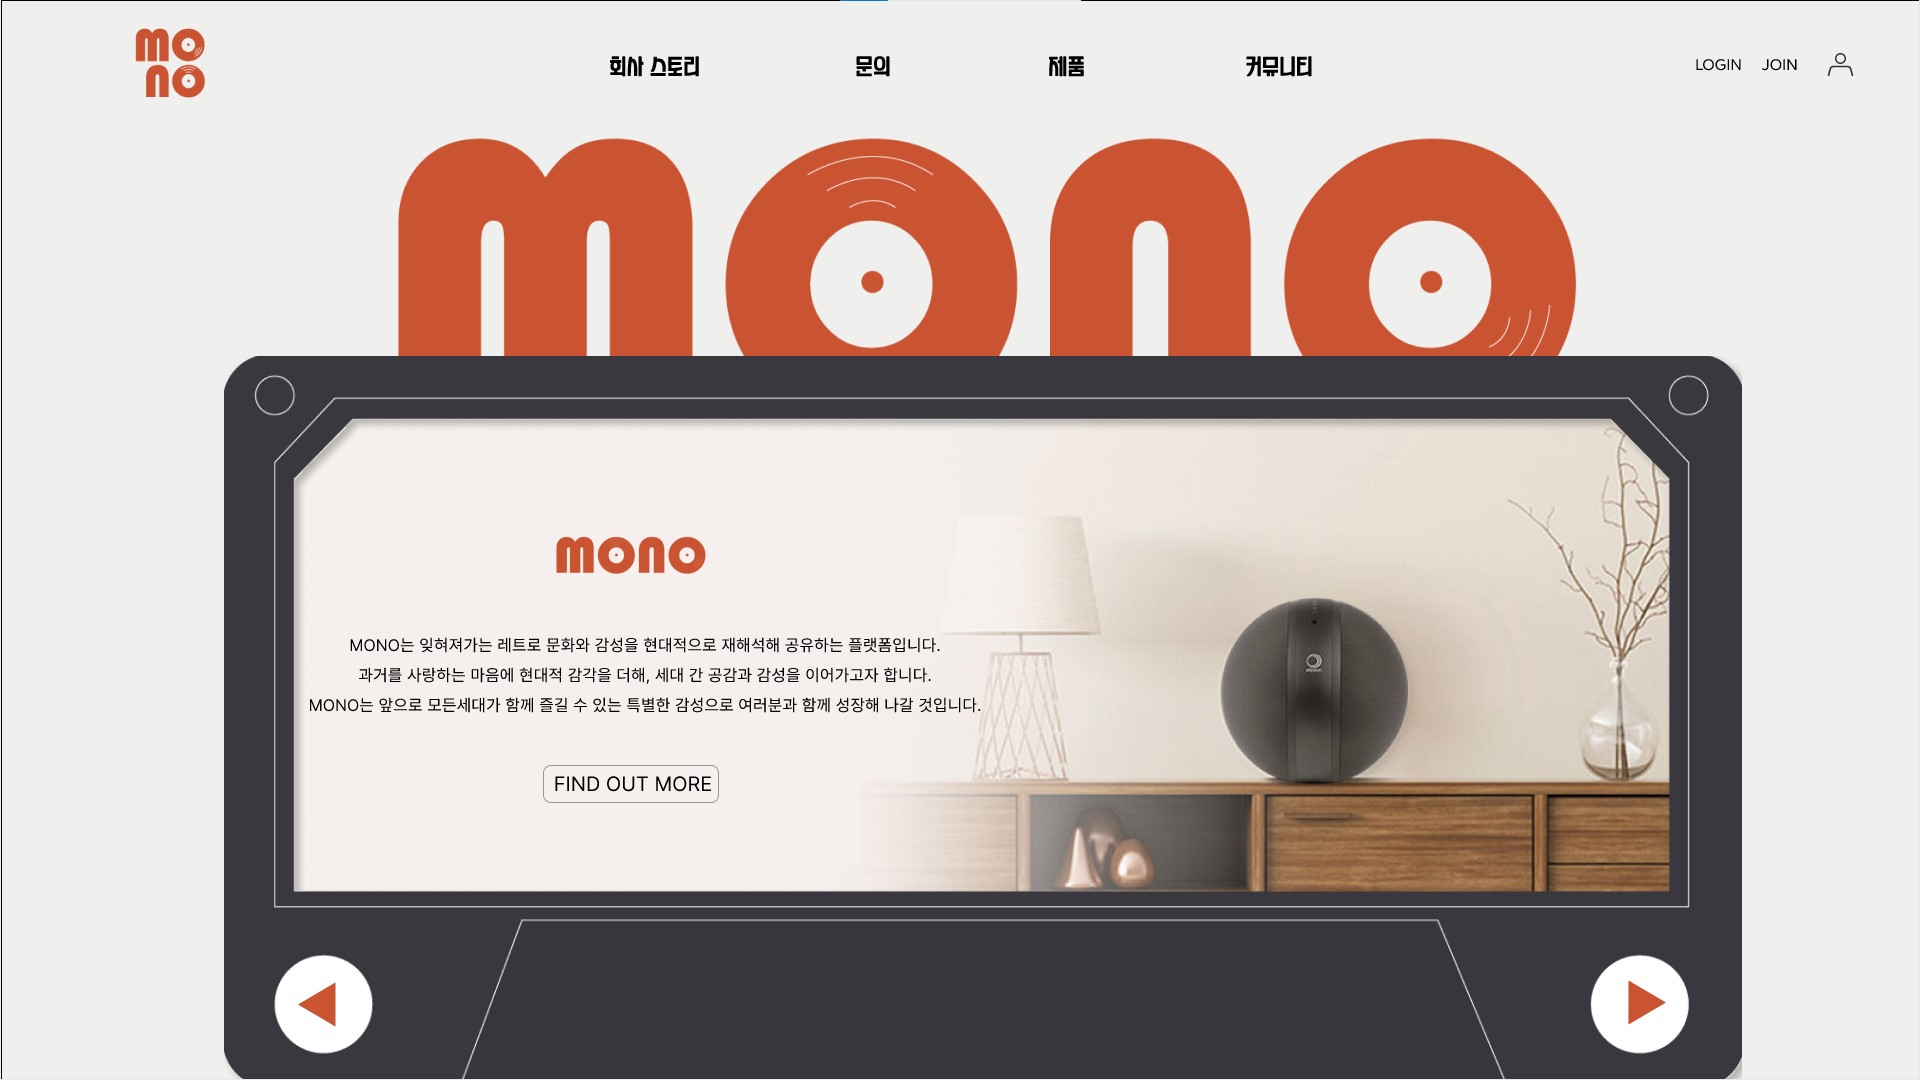 mo
no
회사 스토리
문의
제품
커뮤니티
LOGIN
JOIN
mono
mono
MONO는 잊혀져가는 레트로 문화와 감성을 현대적으로 재해석해 공유하는 플랫폼입니다.
과거를 사랑하는 마음에 현대적 감각을 더해, 세대 간 공감과 감성을 이어가고자 합니다.
MONO는 앞으로 모든세대가 함께 즐길 수 있는 특별한 감성으로 여러분과 함께 성장해 나갈 것입니다.
FIND OUT MORE